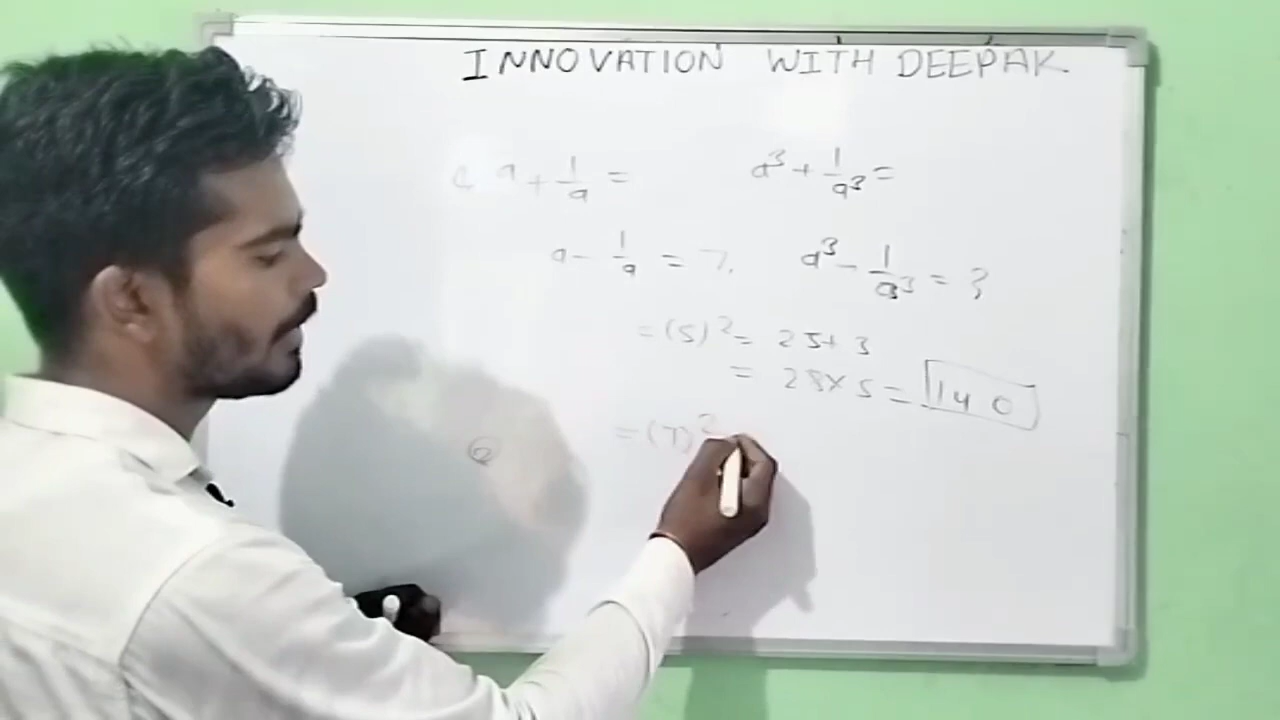 INNOVATION WITH DEEPAK
a + 1/a =
a³ + 1/a³ =
a - 1/a = 7.
a³ - 1/a³ = ?
= (5)² = 25+ 3
= 28 × 5 = 140
= (7)²